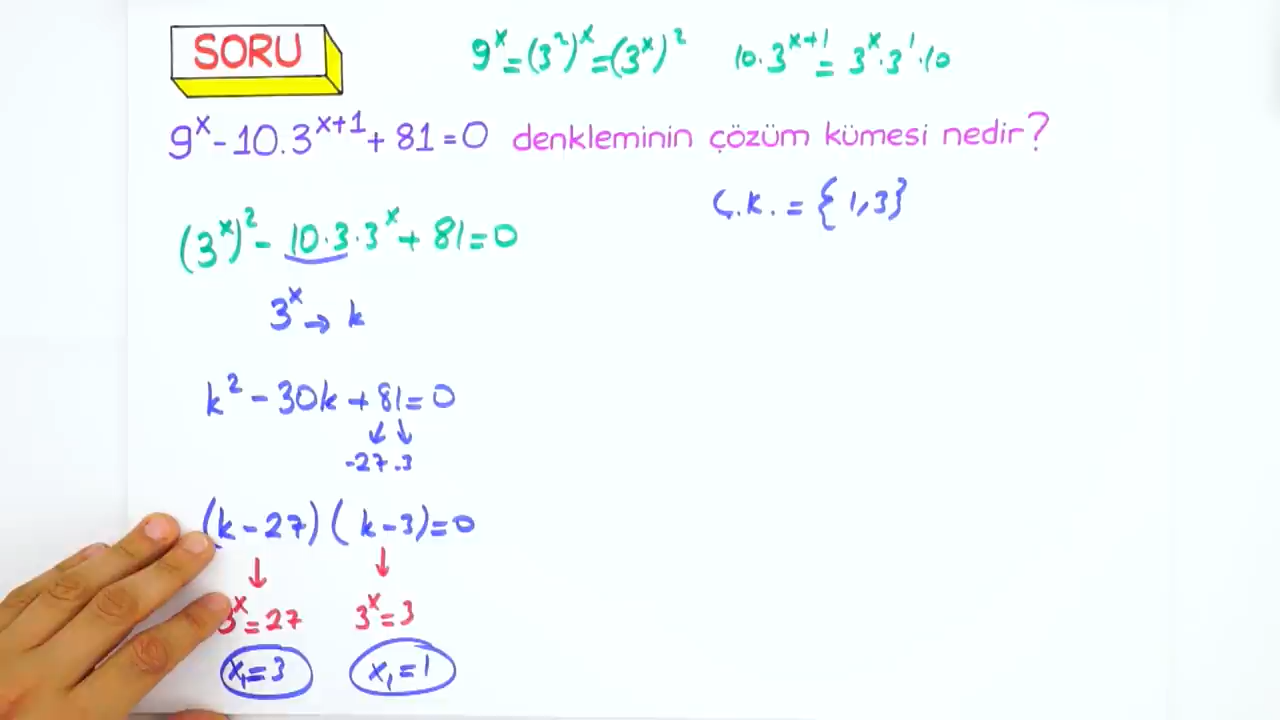 SORU
9^x = (3^2)^x = (3^x)^2 10.3^{x+1} = 3^x.3^1.10
9^x - 10.3^{x+1} + 81 = 0 denkleminin çözüm kümesi nedir?
Ç.K. = {1,3}
(3^x)^2 - 10.3.3^x + 81 = 0
3^x → k
k^2 - 30k + 81 = 0
↙ ↘
-27 -3
(k-27)(k-3)=0
↓ ↓
3^x = 27 3^x = 3
x_1 = 3 x_1 = 1